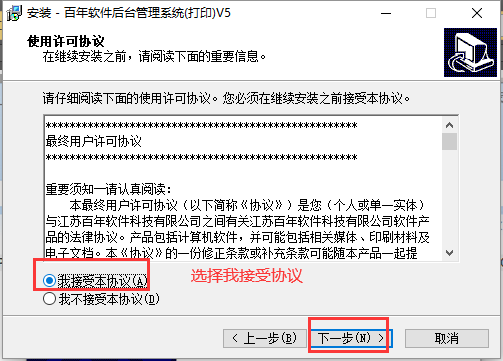 安装 - 百年软件后台管理系统(打印)V5
使用许可协议
在继续安装之前,请阅读下面的重要信息。
请仔细阅读下面的使用许可协议。您必须在继续安装之前接受本协议。
******************************************************
最终用户许可协议
******************************************************
重要须知—请认真阅读:
本最终用户许可协议(以下简称《协议》)是您(个人或单一实体)
与江苏百年软件科技有限公司之间有关江苏百年软件科技有限公司软件产
品的法律协议。产品包括计算机软件,并可能包括相关媒体、印刷材料及
电子文档。本《协议》的一份修正条款或补充条款可能随本产品一起提
我接受本协议(A)
选择我接受协议
我不接受本协议(D)
< 上一步(B)
下一步(N) >
取消